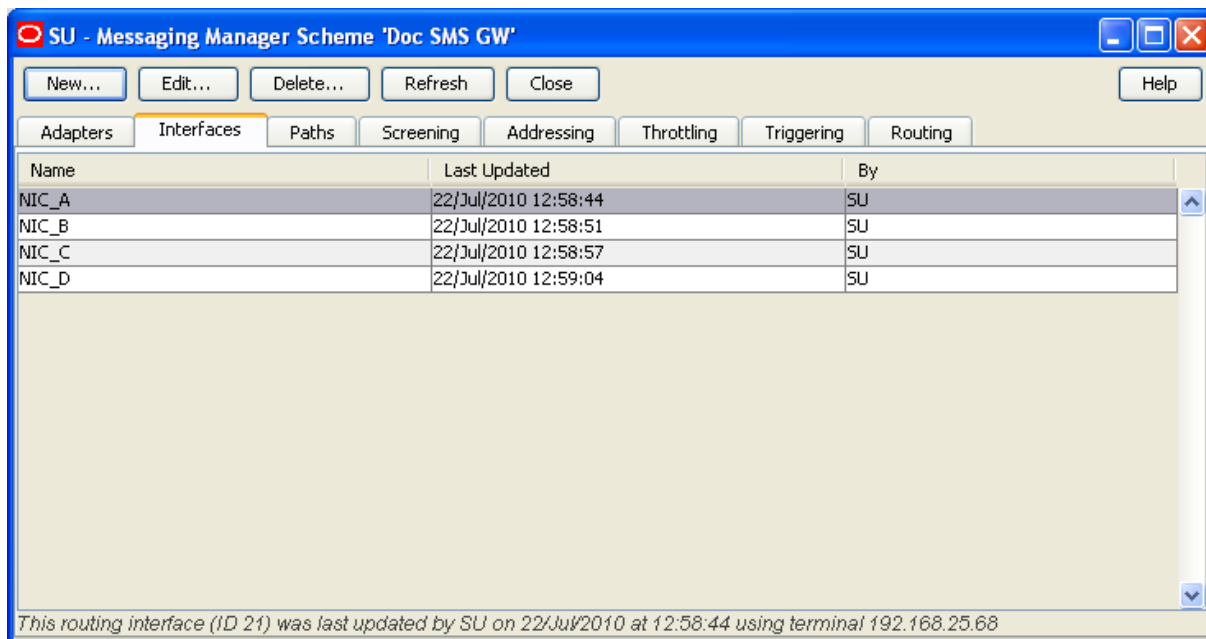 SU - Messaging Manager Scheme 'Doc SMS GW'
New... Edit... Delete... Refresh Close Help
Adapters Interfaces Paths Screening Addressing Throttling Triggering Routing
Name Last Updated By
NIC_A 22/Jul/2010 12:58:44 SU
NIC_B 22/Jul/2010 12:58:51 SU
NIC_C 22/Jul/2010 12:58:57 SU
NIC_D 22/Jul/2010 12:59:04 SU
This routing interface (ID 21) was last updated by SU on 22/Jul/2010 at 12:58:44 using terminal 192.168.25.68